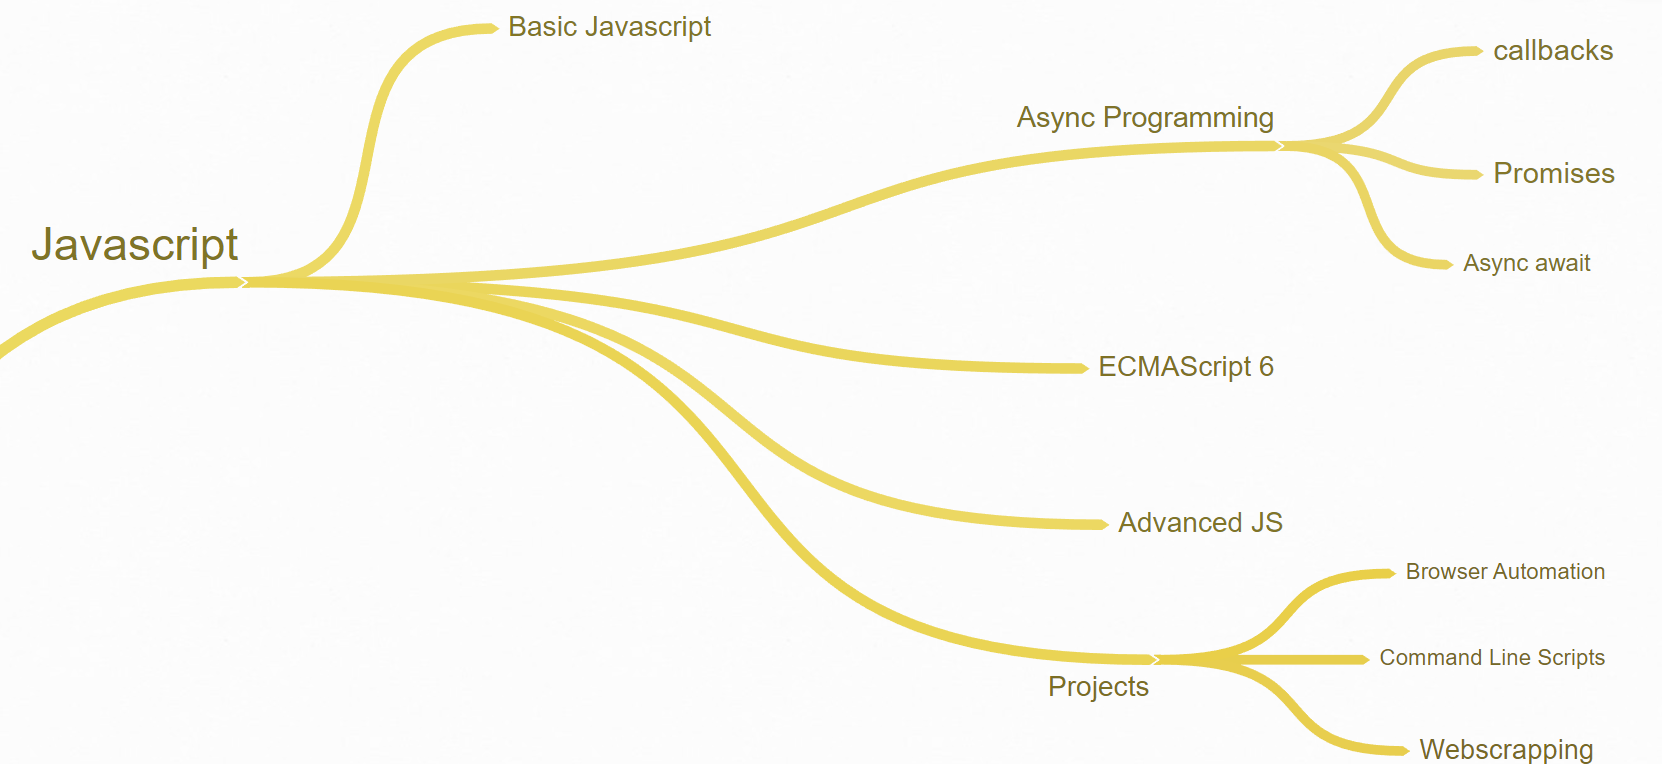 Basic Javascript
callbacks
Async Programming
Promises
Javascript
Async await
ECMAScript 6
Advanced JS
Browser Automation
Command Line Scripts
Projects
Webscrapping